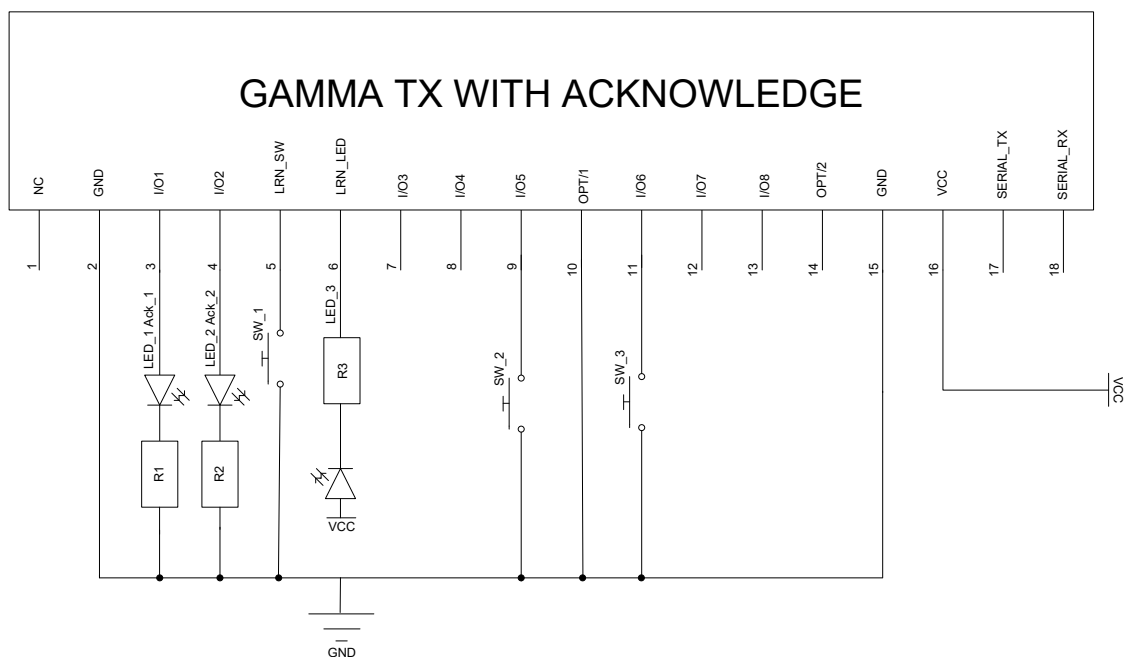 GAMMA TX WITH ACKNOWLEDGE
NC
GND
I/O1
I/O2
LRN_SW
LRN_LED
I/O3
I/O4
I/O5
OPT/1
I/O6
I/O7
I/O8
OPT/2
GND
VCC
SERIAL_TX
SERIAL_RX
1
2
3
4
5
6
7
8
9
10
11
12
13
14
15
16
17
18
LED_1 Ack_1
LED_2 Ack_2
SW_1
LED_3
R3
SW_2
SW_3
VCC
R1
R2
VCC
GND